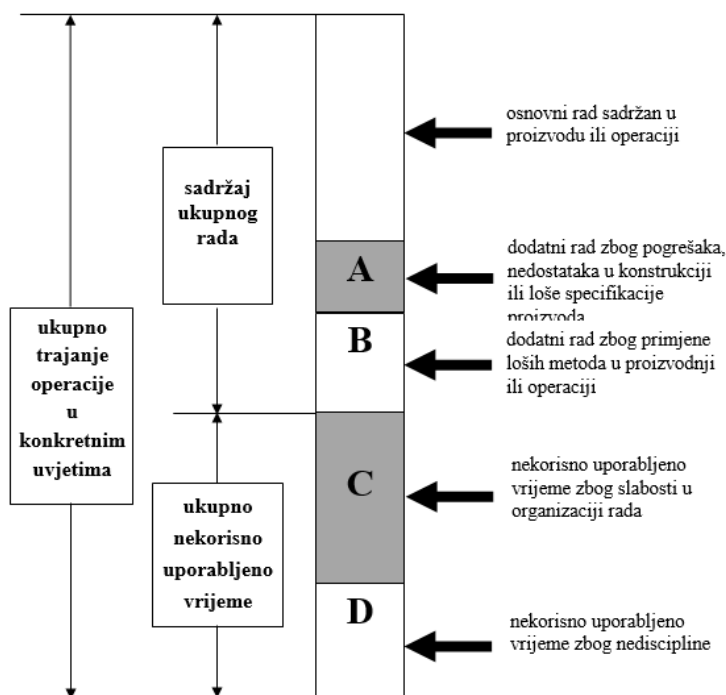 ukupno
trajanje
operacije
u
konkretnim
uvjetima
sadržaj
ukupnog
rada
ukupno
nekorisno
uporabljeno
vrijeme
A
B
C
D
osnovni rad sadržan u
proizvodu ili operaciji
dodatni rad zbog pogrešaka,
nedostataka u konstrukciji
ili loše specifikacije
proizvoda
dodatni rad zbog primjene
loših metoda u proizvodnji
ili operaciji
nekorisno uporabljeno
vrijeme zbog slabosti u
organizaciji rada
nekorisno uporabljeno
vrijeme zbog nediscipline